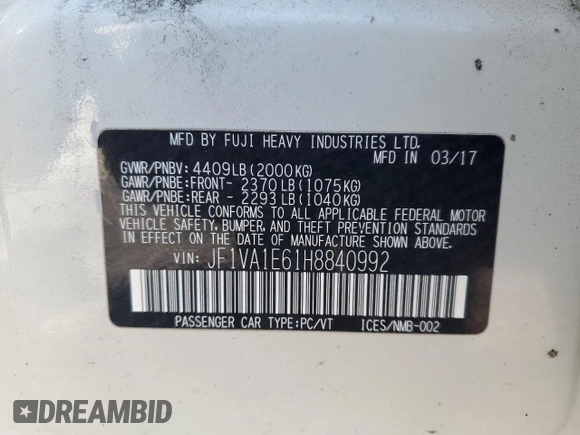 MFD BY FUJI HEAVY INDUSTRIES LTD.
MFD IN 03/17
GVWR/PNBV: 4409LB(2000KG)
GAWR/PNBE:FRONT- 2370LB(1075KG)
GAWR/PNBE:REAR - 2293LB(1040KG)
THIS VEHICLE CONFORMS TO ALL APPLICABLE FEDERAL MOTOR
VEHICLE SAFETY, BUMPER, AND THEFT PREVENTION STANDARDS
IN EFFECT ON THE DATE OF MANUFACTURE SHOWN ABOVE.
VIN: JF1VA1E61H8840992
PASSENGER CAR TYPE:PC/VT ICES/NMB-002
DREAMBID